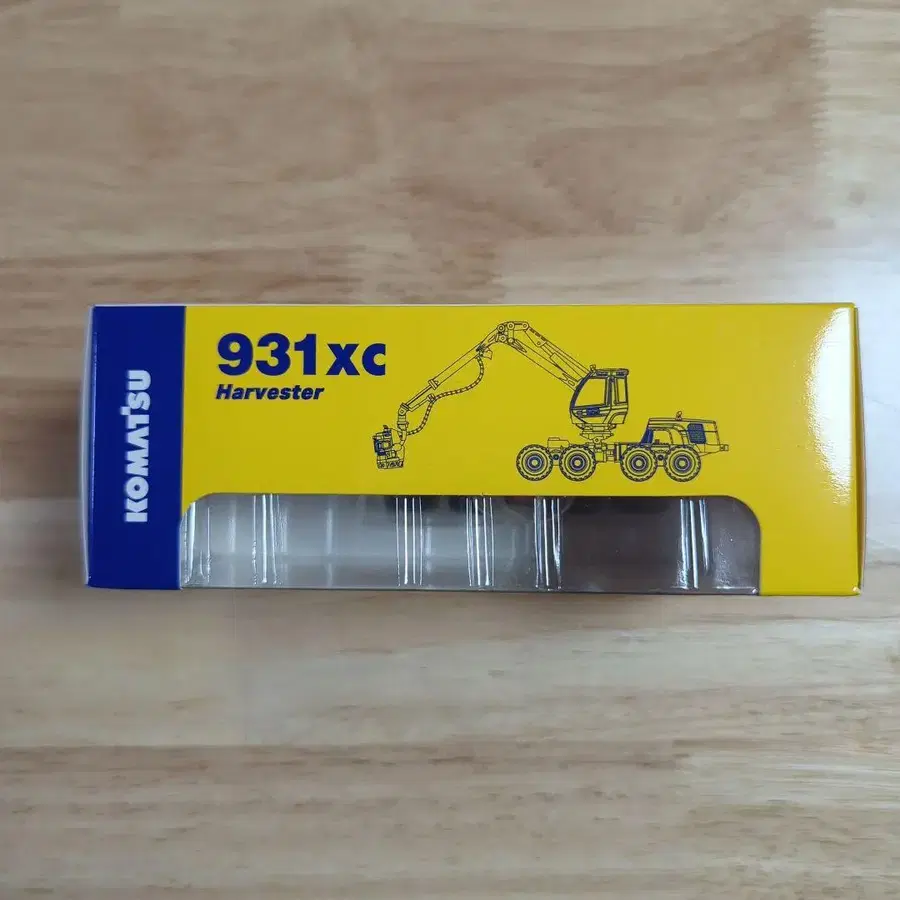 KOMATSU
931xc
Harvester